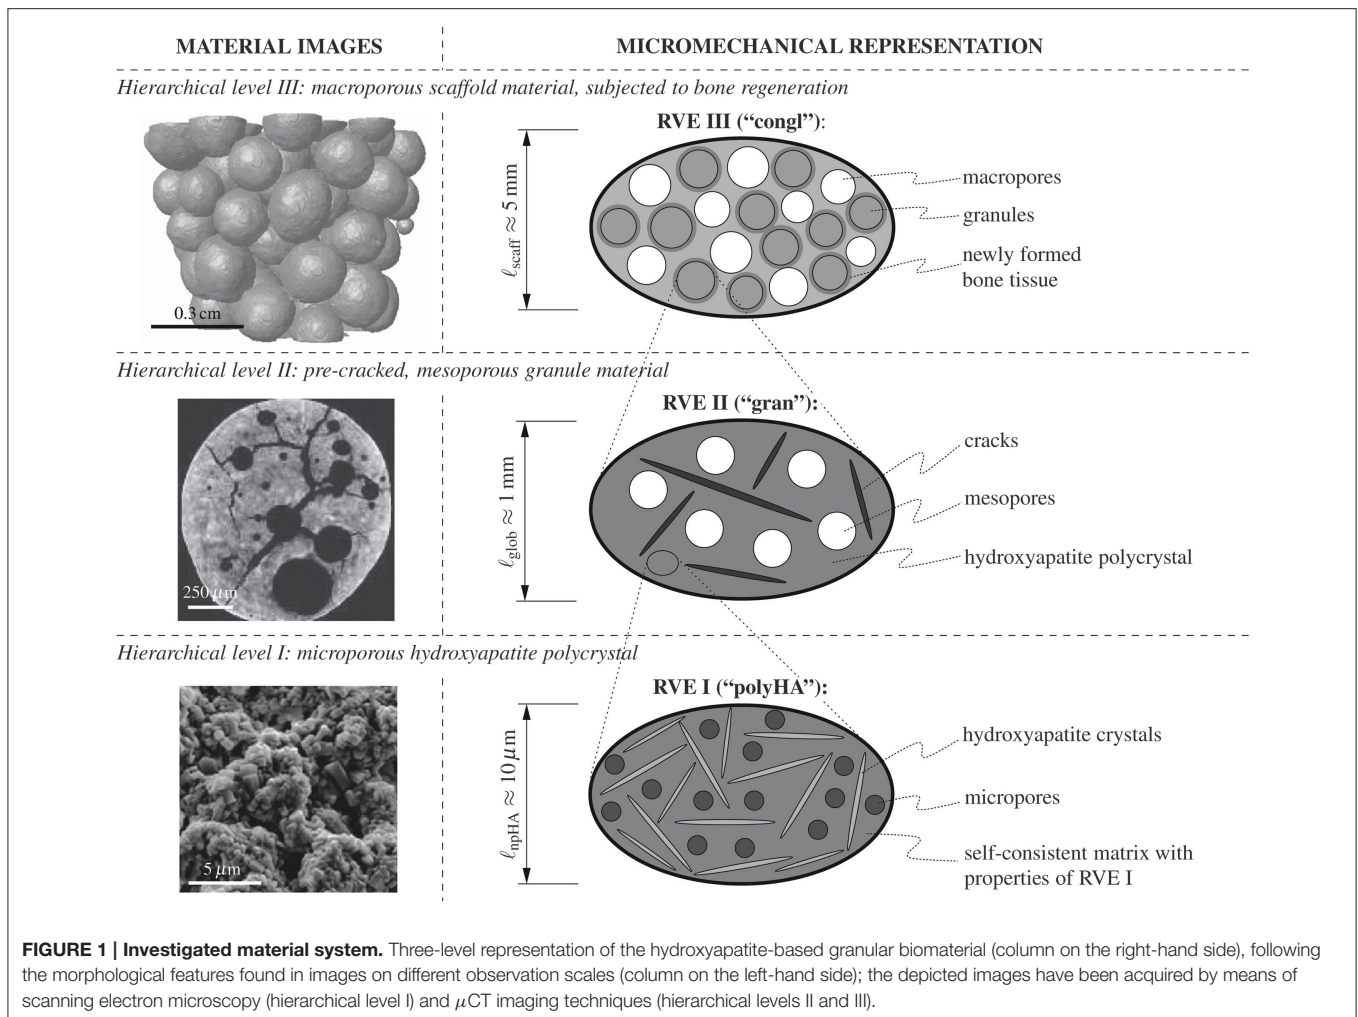 MATERIAL IMAGES
MICROMECHANICAL REPRESENTATION
Hierarchical level III: macroporous scaffold material, subjected to bone regeneration
RVE III (“congl”):
ℓscaff ≈ 5 mm
macropores
granules
newly formed
bone tissue
0.3 cm
Hierarchical level II: pre-cracked, mesoporous granule material
RVE II (“gran”):
ℓglob ≈ 1 mm
cracks
mesopores
hydroxyapatite polycrystal
250 μm
Hierarchical level I: microporous hydroxyapatite polycrystal
RVE I (“polyHA”):
ℓnpHA ≈ 10 μm
hydroxyapatite crystals
micropores
self-consistent matrix with
properties of RVE I
5 μm
FIGURE 1 | Investigated material system. Three-level representation of the hydroxyapatite-based granular biomaterial (column on the right-hand side), following
the morphological features found in images on different observation scales (column on the left-hand side); the depicted images have been acquired by means of
scanning electron microscopy (hierarchical level I) and μCT imaging techniques (hierarchical levels II and III).